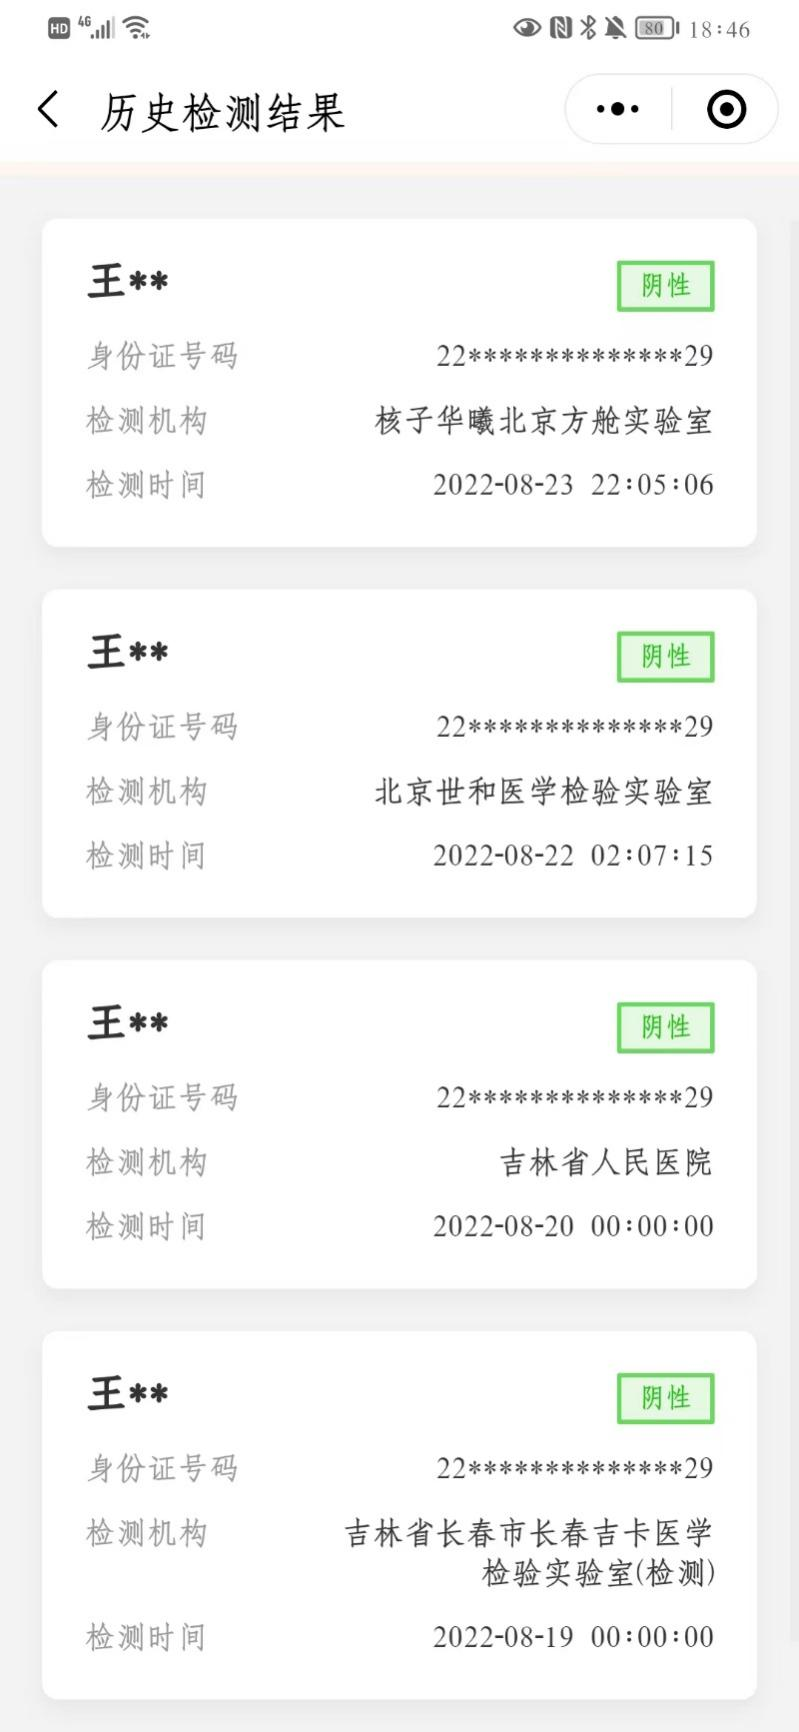 HD 4G 80 18:46
历史检测结果
王** 阴性
身份证号码 22**************29
检测机构 核子华曦北京方舱实验室
检测时间 2022-08-23 22:05:06
王** 阴性
身份证号码 22**************29
检测机构 北京世和医学检验实验室
检测时间 2022-08-22 02:07:15
王** 阴性
身份证号码 22**************29
检测机构 吉林省人民医院
检测时间 2022-08-20 00:00:00
王** 阴性
身份证号码 22**************29
检测机构 吉林省长春市长春吉卡医学
检验实验室(检测)
检测时间 2022-08-19 00:00:00